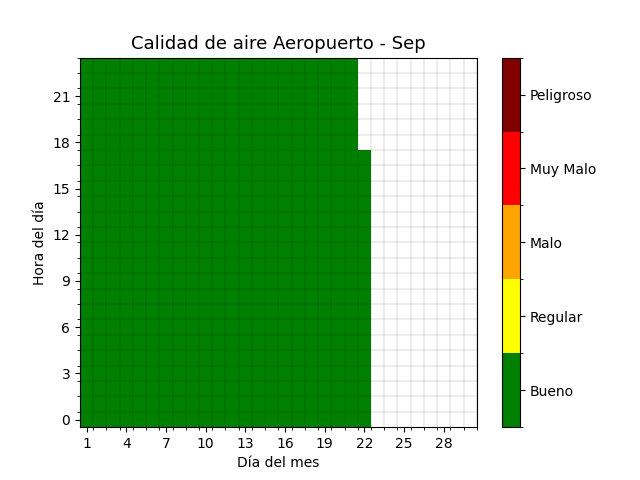 Calidad de aire Aeropuerto - Sep
Hora del día
21
18
15
12
9
6
3
0
1 4 7 10 13 16 19 22 25 28
Día del mes
Peligroso
Muy Malo
Malo
Regular
Bueno